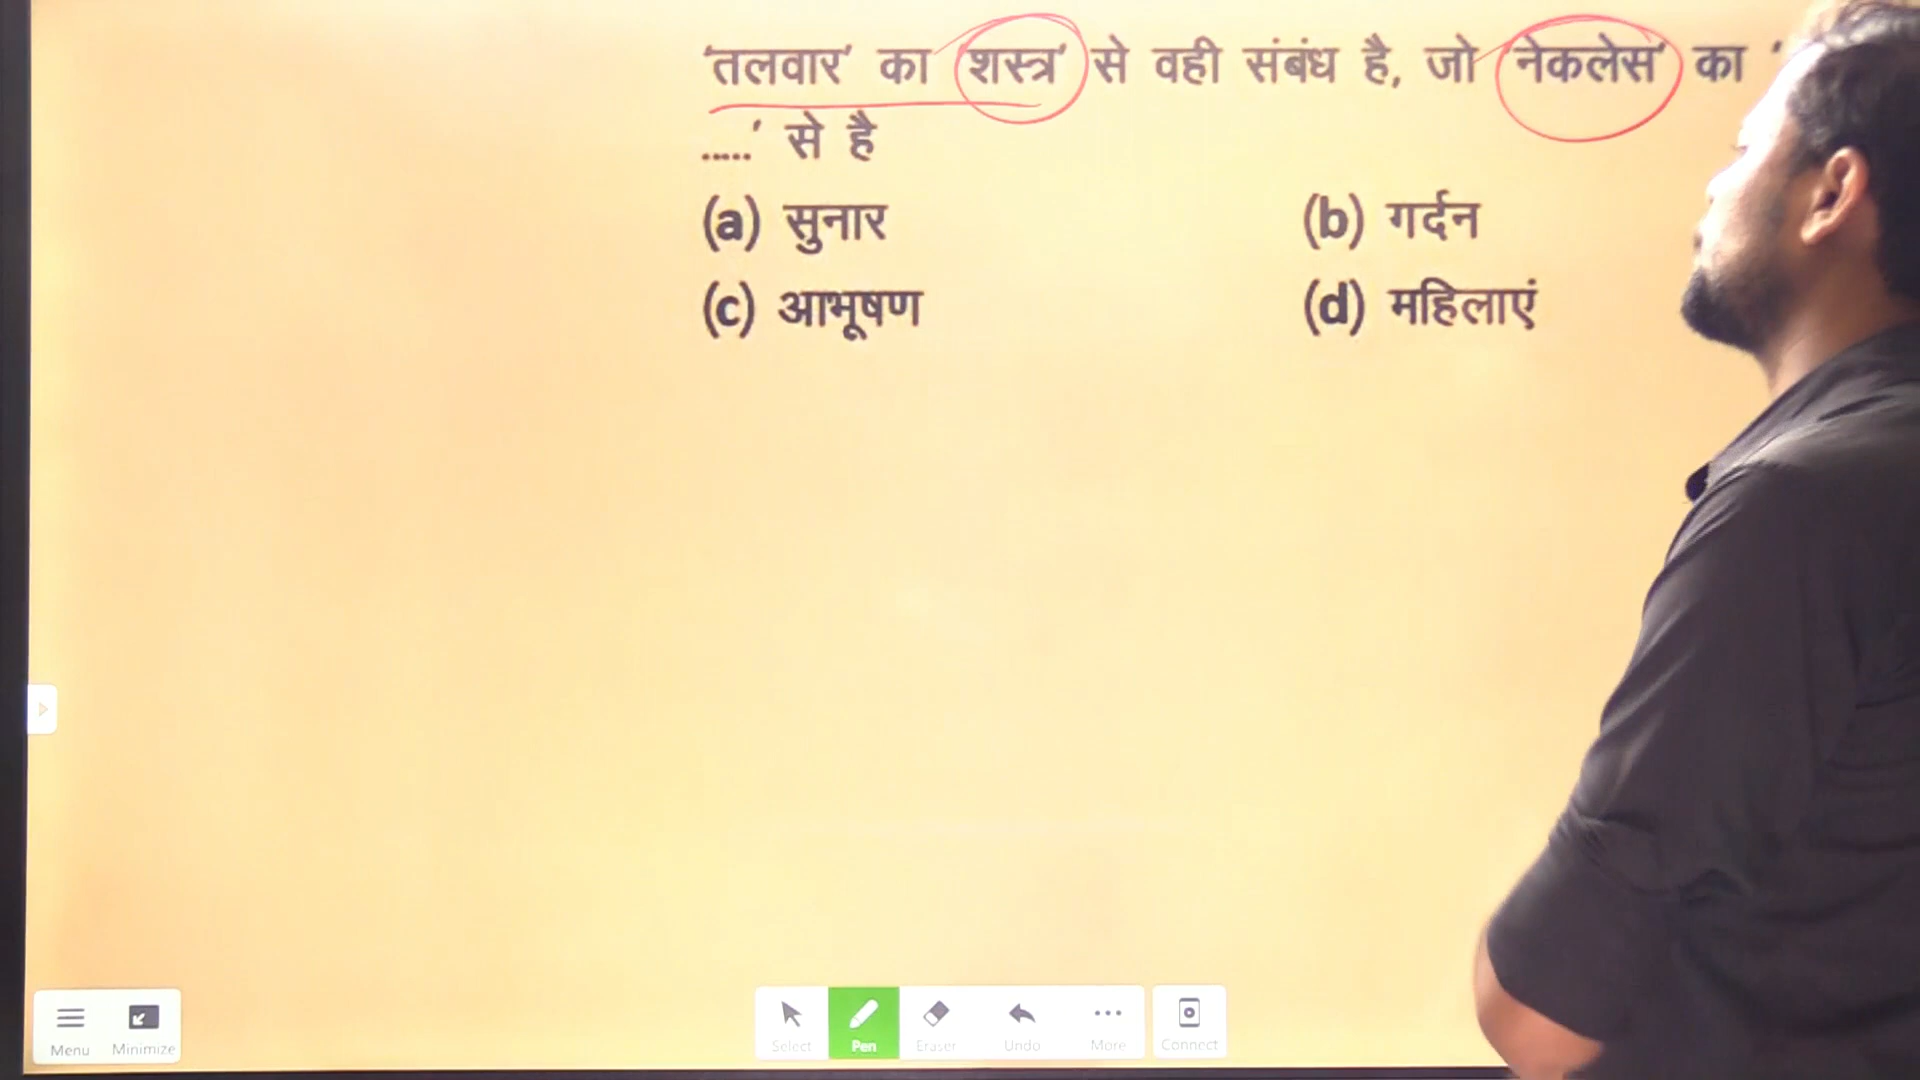 'तलवार' का 'शस्त्र' से वही संबंध है, जो 'नेकलेस' का '
.....' से है
(a) सुनार
(b) गर्दन
(c) आभूषण
(d) महिलाएं
Menu
Minimize
Select
Pen
Eraser
Undo
More
Connect